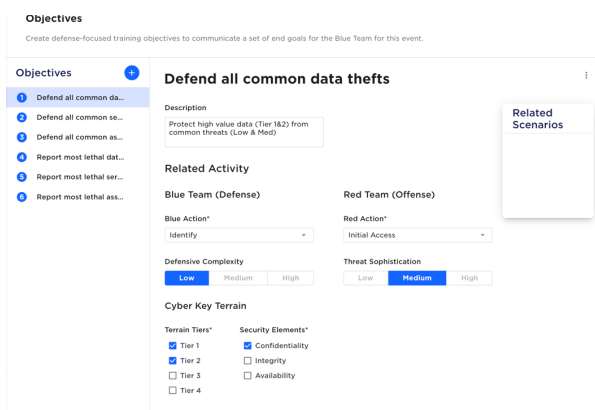 Objectives
Create defense-focused training objectives to communicate a set of end goals for the Blue Team for this event.
Objectives
+
1 Defend all common da...
2 Defend all common se...
3 Defend all common as...
4 Report most lethal dat...
5 Report most lethal ser...
6 Report most lethal ass...
Defend all common data thefts
Description
Protect high value data (Tier 1&2) from
common threats (Low & Med)
Related Activity
Blue Team (Defense)
Blue Action*
Identify
Defensive Complexity
Low Medium High
Red Team (Offense)
Red Action*
Initial Access
Threat Sophistication
Low Medium High
Cyber Key Terrain
Terrain Tiers*
Tier 1
Tier 2
Tier 3
Tier 4
Security Elements*
Confidentiality
Integrity
Availability
Related
Scenarios